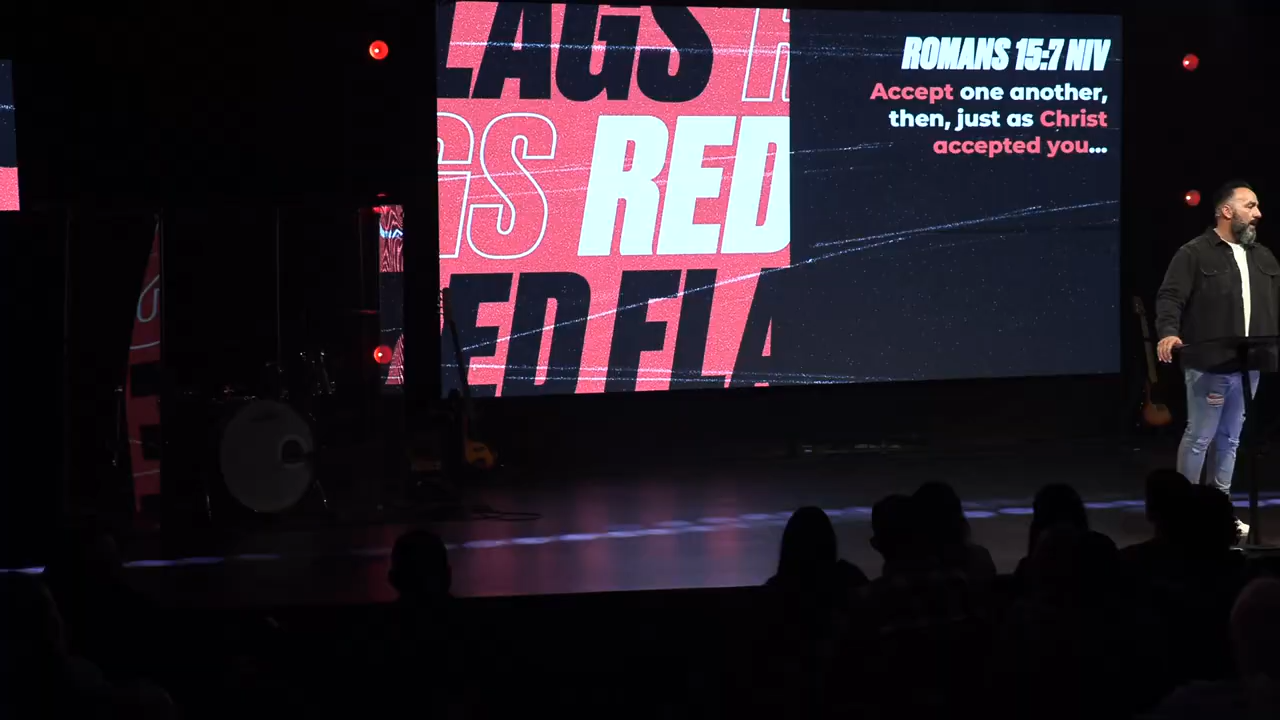 LAGS
GS RED
ED FLA
ROMANS 15:7 NIV
Accept one another,
then, just as Christ
accepted you...